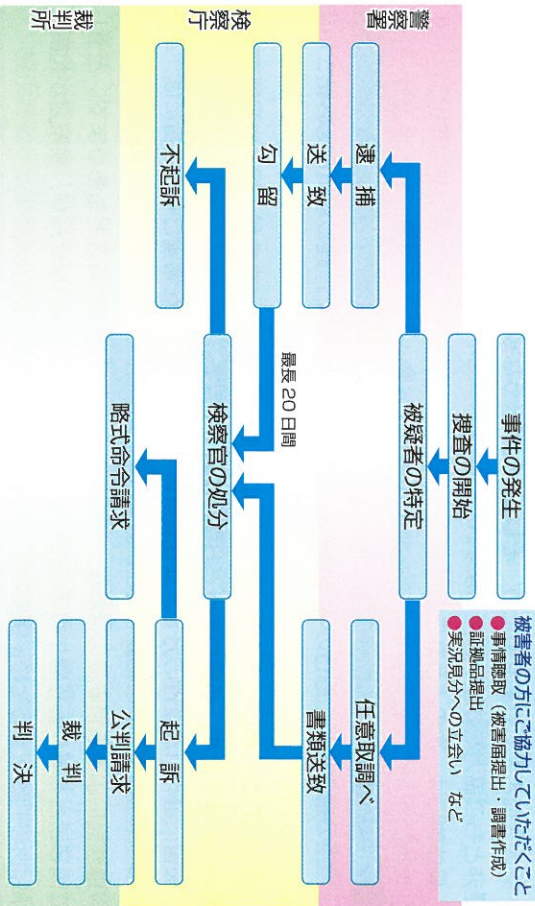 事件の発生
捜査の開始
被疑者の特定
被害者の方にご協力していただくこと
●事情聴取（被害届提出・調書作成）
●証拠品提出
●実況見分への立会い　など
警察署
逮捕
送致
任意取調べ
書類送致
検察庁
勾留
最長 20 日間
検察官の処分
不起訴
起訴
略式命令請求
公判請求
裁判所
裁判
判決